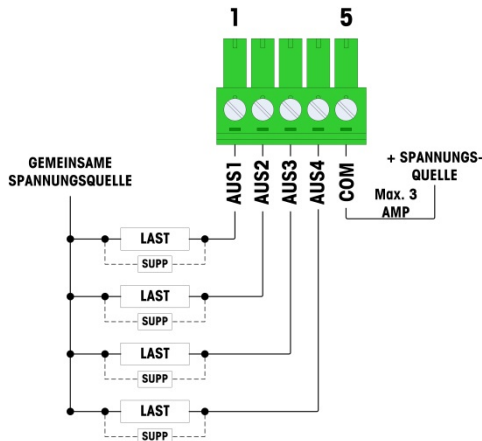 1 5
GEMEINSAME
SPANNUNGSQUELLE
AUS1
AUS2
AUS3
AUS4
COM
+ SPANNUNGS-
QUELLE
Max. 3
AMP
LAST
SUPP
LAST
SUPP
LAST
SUPP
LAST
SUPP